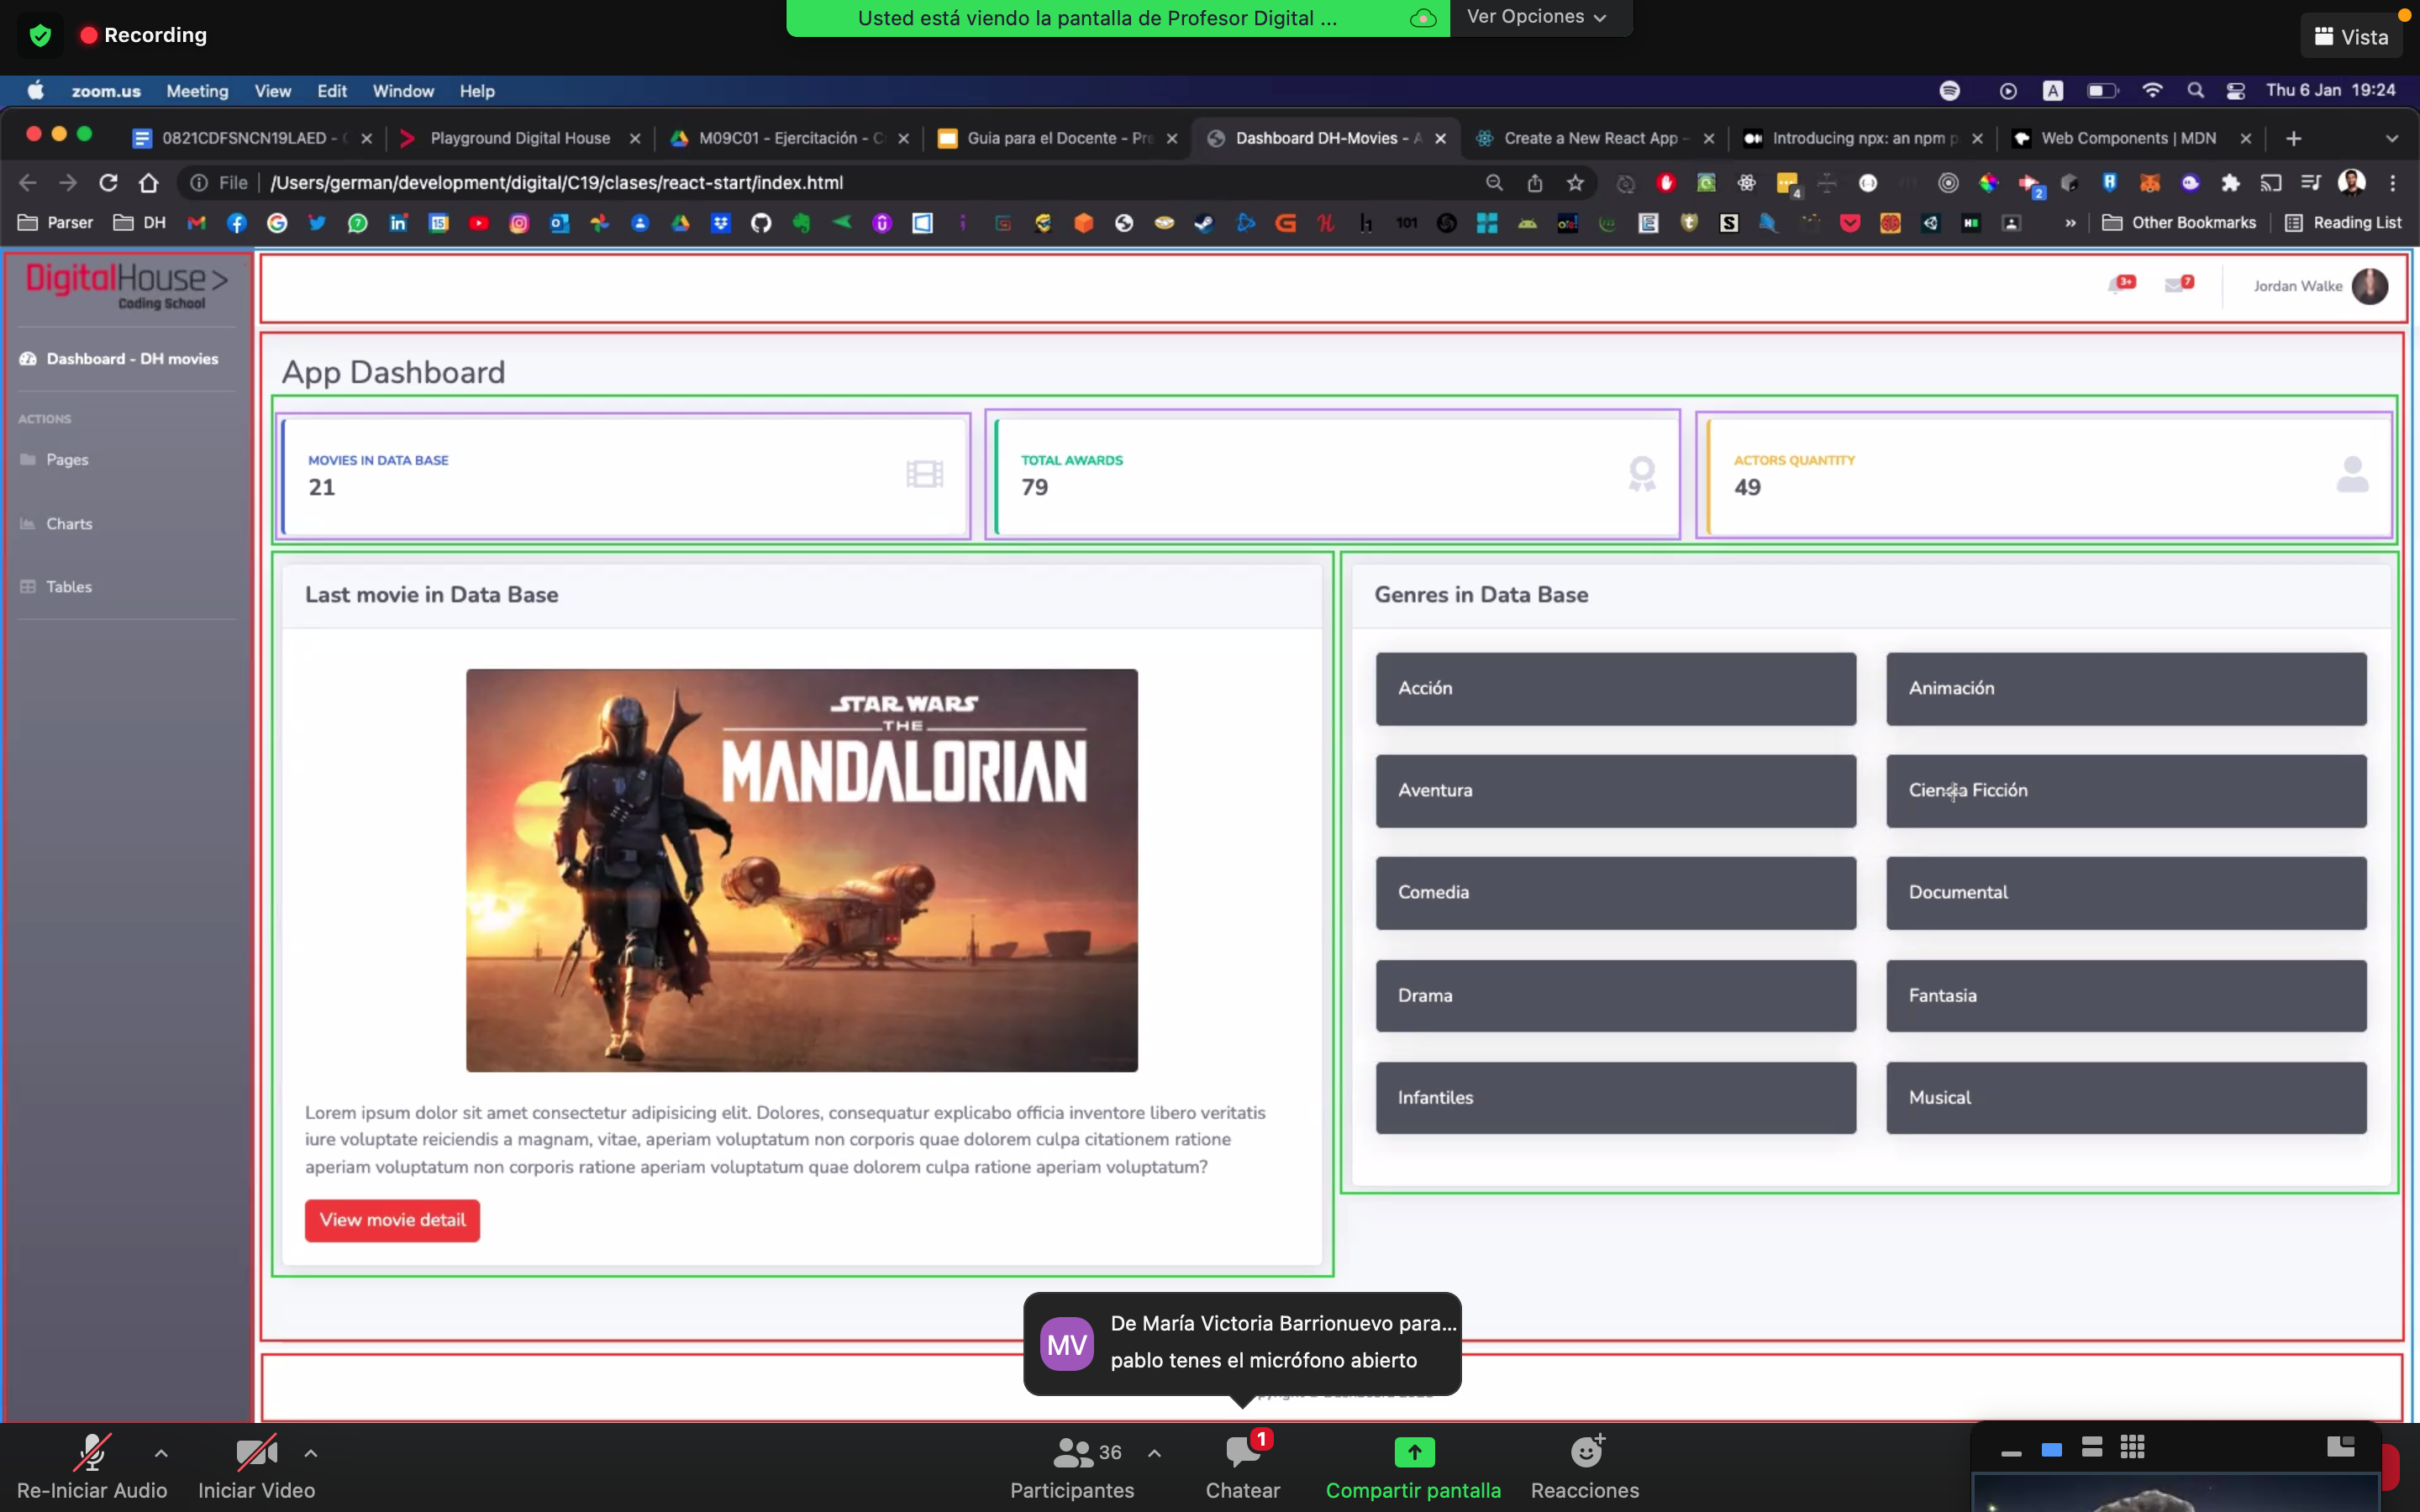 Recording
Usted está viendo la pantalla de Profesor Digital ...
Ver Opciones
Vista
zoom.us Meeting View Edit Window Help
A
Thu 6 Jan 19:24
0821CDFSNCN19LAED -
Playground Digital House
M09C01 - Ejercitación - C
Guia para el Docente - Pre
Dashboard DH-Movies - A
Create a New React App -
Introducing npx: an npm p
Web Components | MDN
File /Users/german/development/digital/C19/clases/react-start/index.html
4
2
Parser
DH
15
101
Other Bookmarks
Reading List
DigitalHouse >
Coding School
3+
7
Jordan Walke
Dashboard - DH movies
ACTIONS
Pages
Charts
Tables
App Dashboard
MOVIES IN DATA BASE
21
TOTAL AWARDS
79
ACTORS QUANTITY
49
Last movie in Data Base
STAR WARS
THE
MANDALORIAN
Lorem ipsum dolor sit amet consectetur adipisicing elit. Dolores, consequatur explicabo officia inventore libero veritatis
iure voluptate reiciendis a magnam, vitae, aperiam voluptatum non corporis quae dolorem culpa citationem ratione
aperiam voluptatum non corporis ratione aperiam voluptatum quae dolorem culpa ratione aperiam voluptatum?
View movie detail
Genres in Data Base
Acción
Animación
Aventura
Ciencia Ficción
Comedia
Documental
Drama
Fantasia
Infantiles
Musical
MV
De María Victoria Barrionuevo para...
pablo tenes el micrófono abierto
Re-Iniciar Audio
Iniciar Video
36
Participantes
1
Chatear
Compartir pantalla
Reacciones